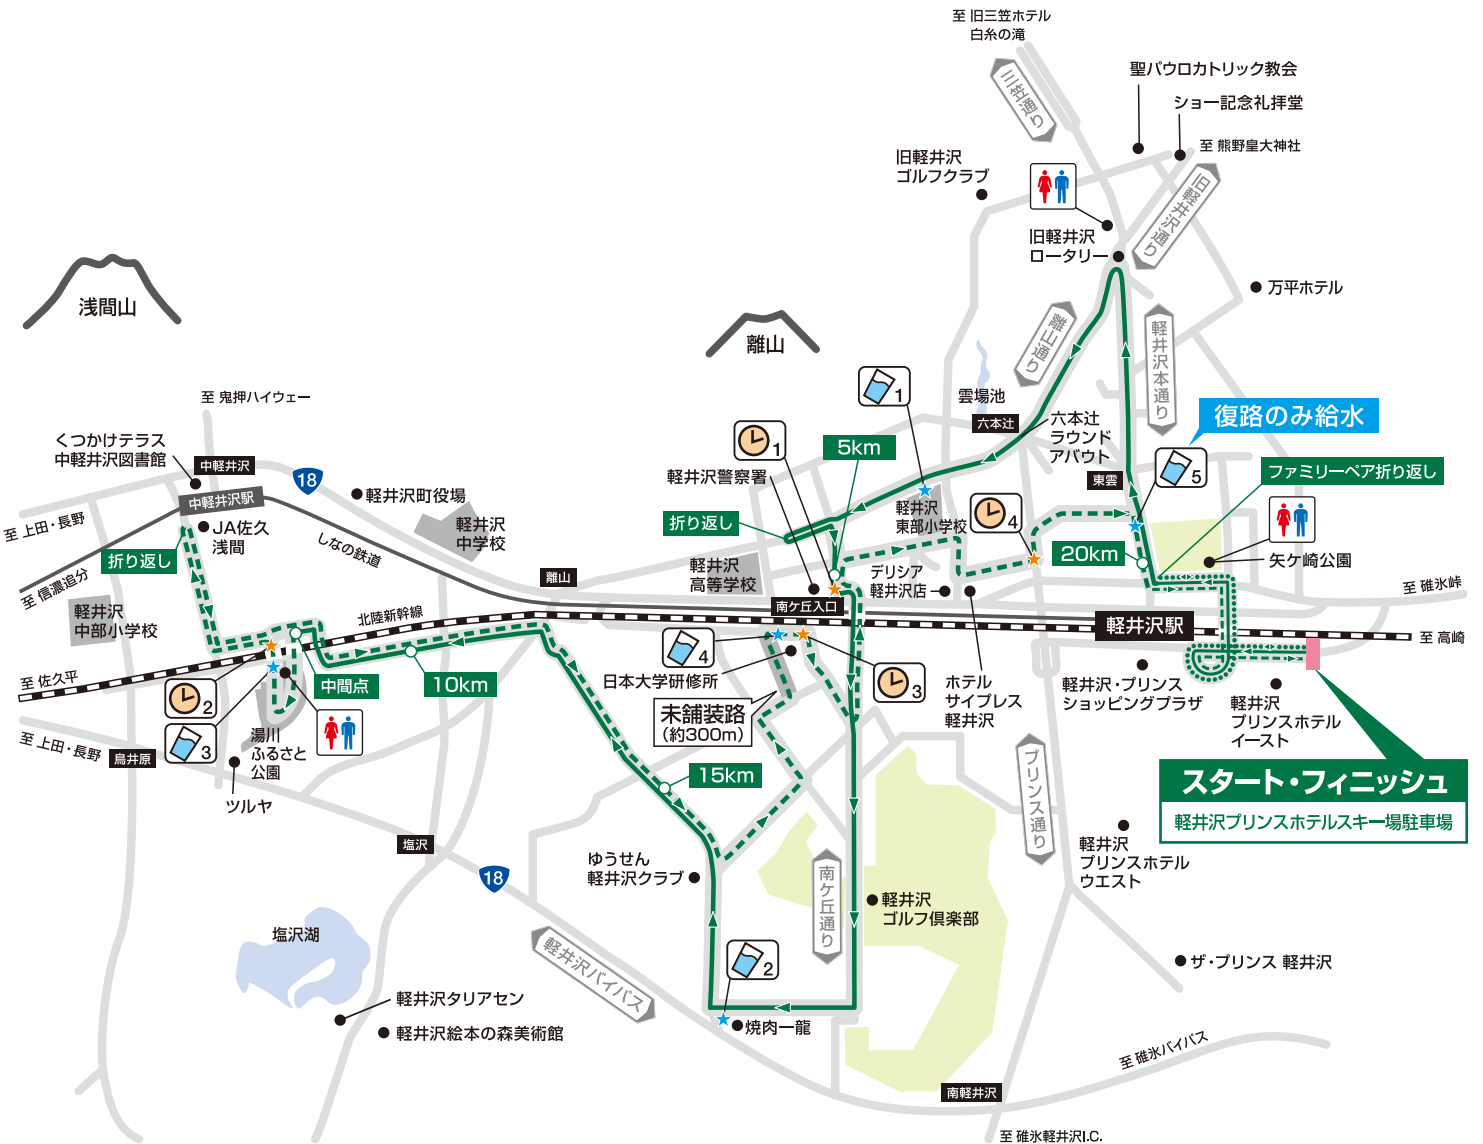 至 旧三笠ホテル
白糸の滝
聖パウロカトリック教会
ショー記念礼拝堂
至 熊野皇大神社
三笠通り
旧軽井沢
ゴルフクラブ
旧軽井沢通り
旧軽井沢
ロータリー
万平ホテル
浅間山
離山
離山通り
軽井沢本通り
至 鬼押ハイウェー
雲場池
1
六本辻
六本辻
ラウンド
アバウト
復路のみ給水
くつかけテラス
中軽井沢図書館
中軽井沢
18
1
5km
軽井沢警察署
5
ファミリーペア折り返し
東雲
中軽井沢駅
軽井沢町役場
軽井沢
中学校
至 上田・長野
JA佐久
浅間
しなの鉄道
折り返し
軽井沢
東部小学校
4
20km
矢ケ崎公園
折り返し
至 信濃追分
離山
軽井沢
高等学校
デリシア
軽井沢店
至 碓氷峠
軽井沢
中部小学校
北陸新幹線
南ケ丘入口
軽井沢駅
至 高崎
至 佐久平
中間点
10km
4
日本大学研修所
3
ホテル
サイプレス
軽井沢
軽井沢・プリンス
ショッピングプラザ
軽井沢
プリンスホテル
イースト
2
未舗装路
(約300m)
至 上田・長野
鳥井原
3
湯川
ふるさと
公園
ツルヤ
15km
プリンス通り
スタート・フィニッシュ
軽井沢プリンスホテルスキー場駐車場
塩沢
18
ゆうせん
軽井沢クラブ
南ケ丘通り
軽井沢
ゴルフ倶楽部
軽井沢
プリンスホテル
ウエスト
塩沢湖
軽井沢バイパス
2
ザ・プリンス 軽井沢
軽井沢タリアセン
軽井沢絵本の森美術館
焼肉一龍
至 碓氷バイパス
南軽井沢
至 碓氷軽井沢I.C.